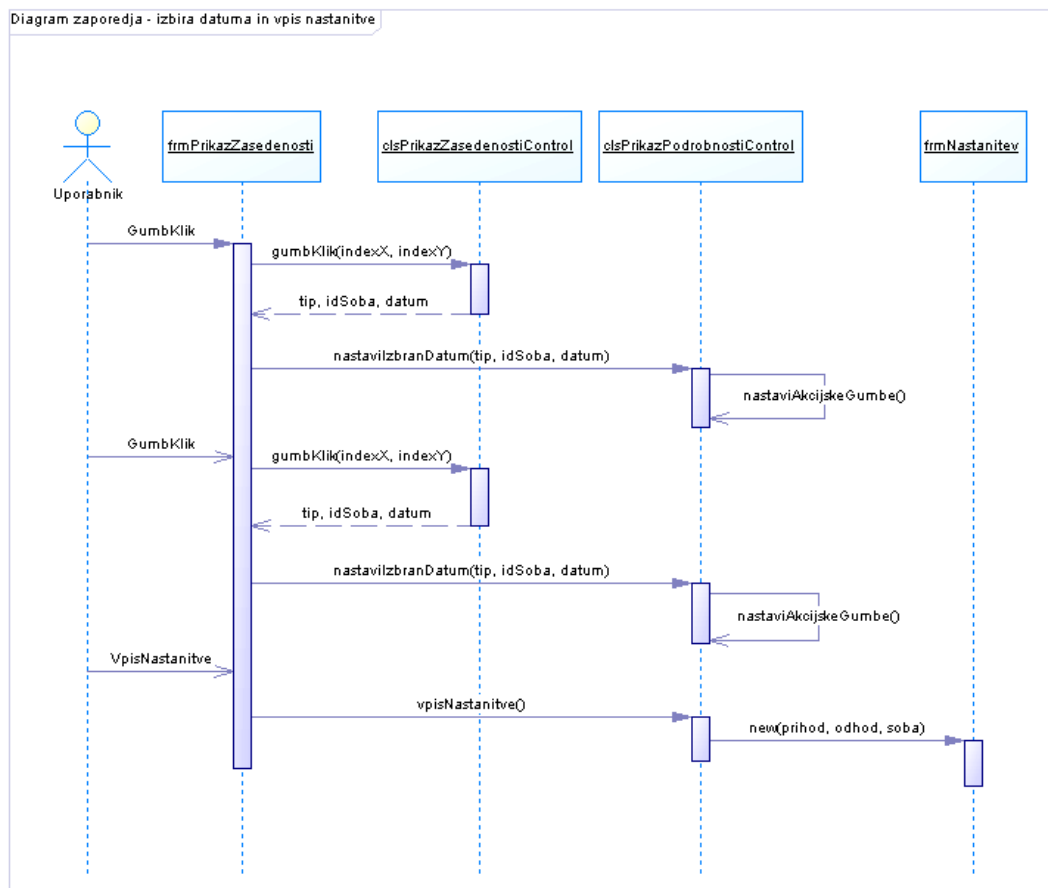 Diagram zaporedja - izbira datuma in vpis nastanitve
frmPrikazZasedenosti
clsPrikazZasedenostiControl
clsPrikazPodrobnostiControl
frmNastanitev
Uporabnik
GumbKlik
gumbKlik(indexX, indexY)
tip, idSoba, datum
nastaviIzbranDatum(tip, idSoba, datum)
nastaviAkcijskeGumbe()
GumbKlik
gumbKlik(indexX, indexY)
tip, idSoba, datum
nastaviIzbranDatum(tip, idSoba, datum)
nastaviAkcijskeGumbe()
VpisNastanitve
vpisNastanitve()
new(prihod, odhod, soba)